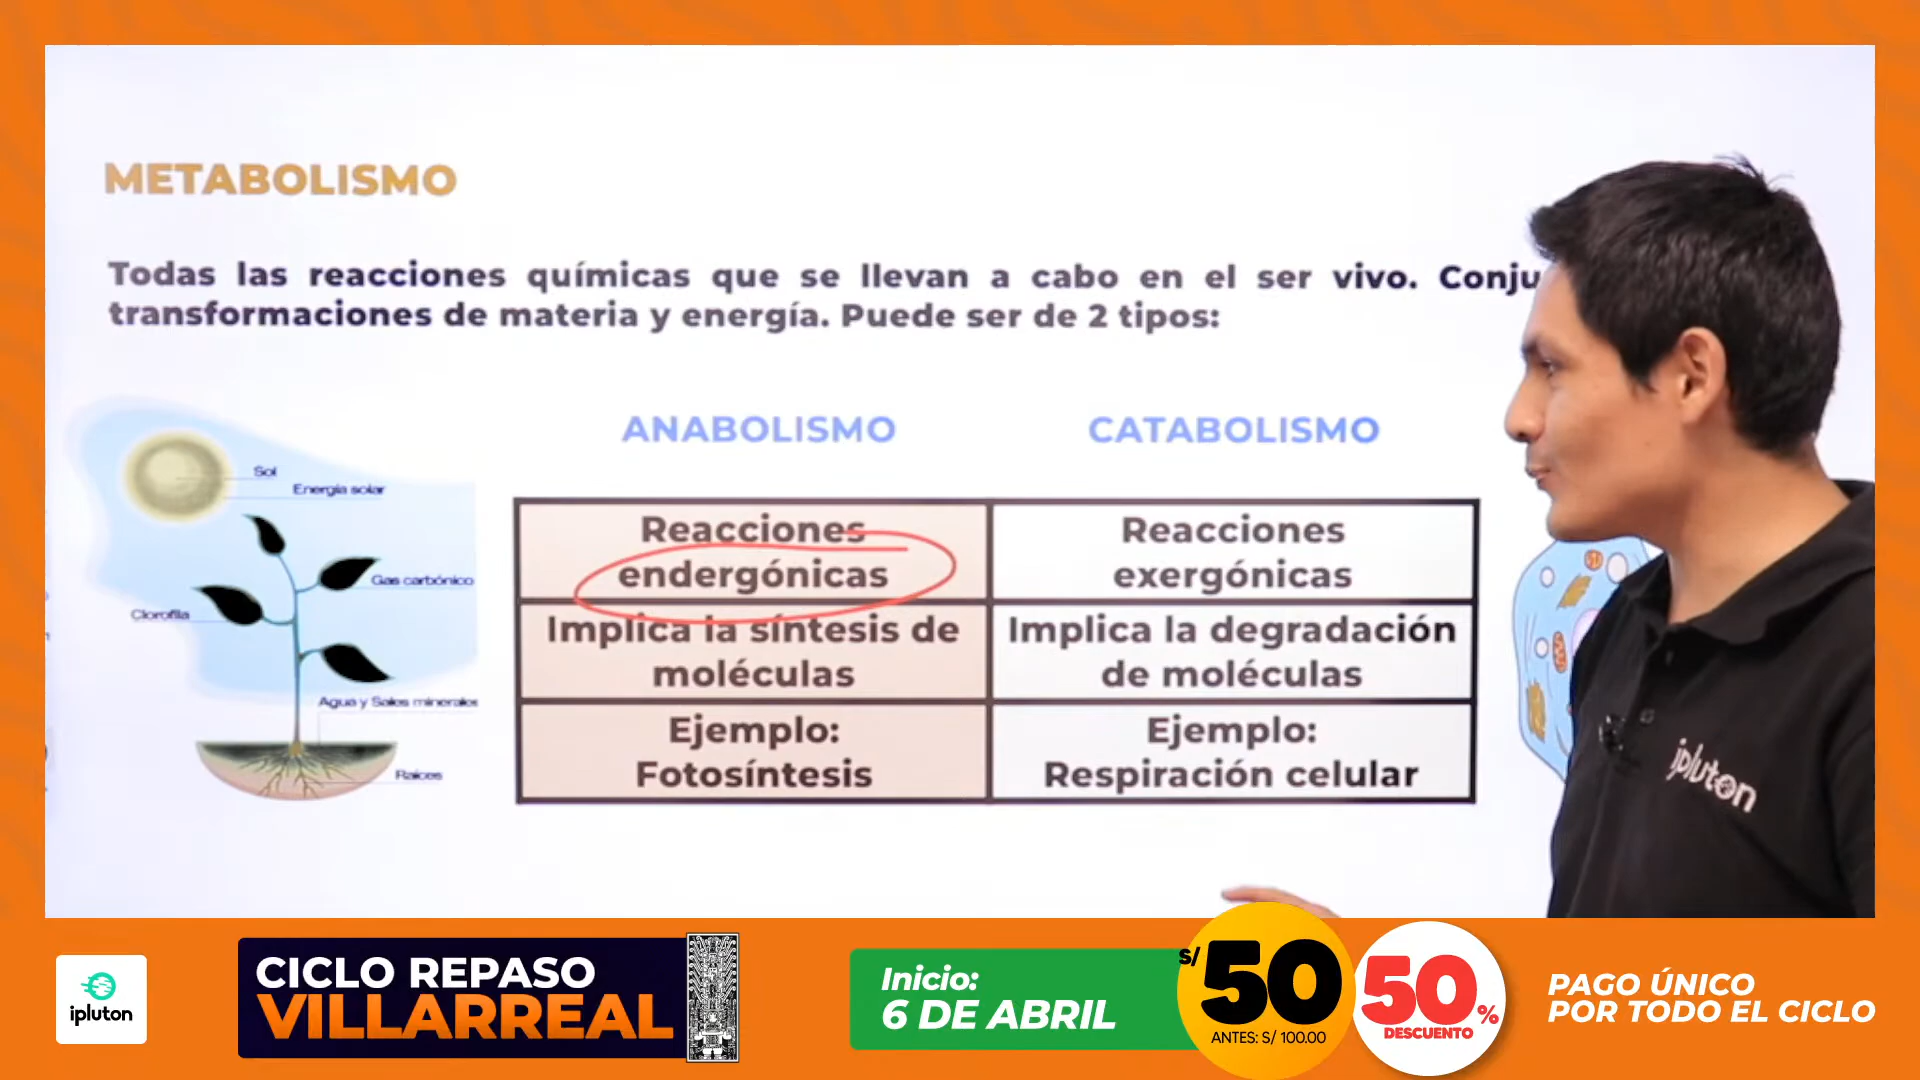 METABOLISMO
Todas las reacciones químicas que se llevan a cabo en el ser vivo. Conju
transformaciones de materia y energía. Puede ser de 2 tipos:
Sol
Energía solar
Gas carbónico
Clorofila
Agua y Sales minerales
Raíces
ANABOLISMO
CATABOLISMO
Reacciones
endergónicas
Reacciones
exergónicas
Implica la síntesis de
moléculas
Implica la degradación
de moléculas
Ejemplo:
Fotosíntesis
Ejemplo:
Respiración celular
ipluton
ipluton
CICLO REPASO
VILLARREAL
Inicio:
6 DE ABRIL
S/ 50
ANTES: S/ 100.00
50%
DESCUENTO
PAGO ÚNICO
POR TODO EL CICLO